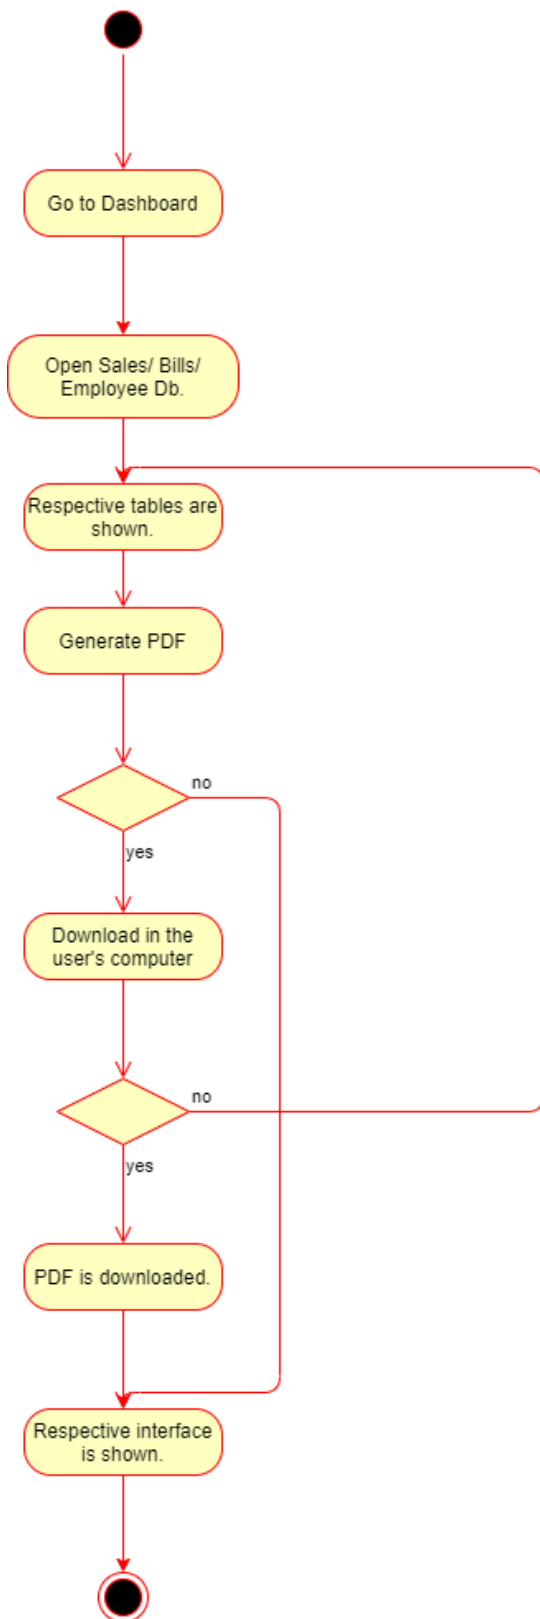 Go to Dashboard
Open Sales/ Bills/
Employee Db.
Respective tables are
shown.
Generate PDF
no
yes
Download in the
user's computer
no
yes
PDF is downloaded.
Respective interface
is shown.